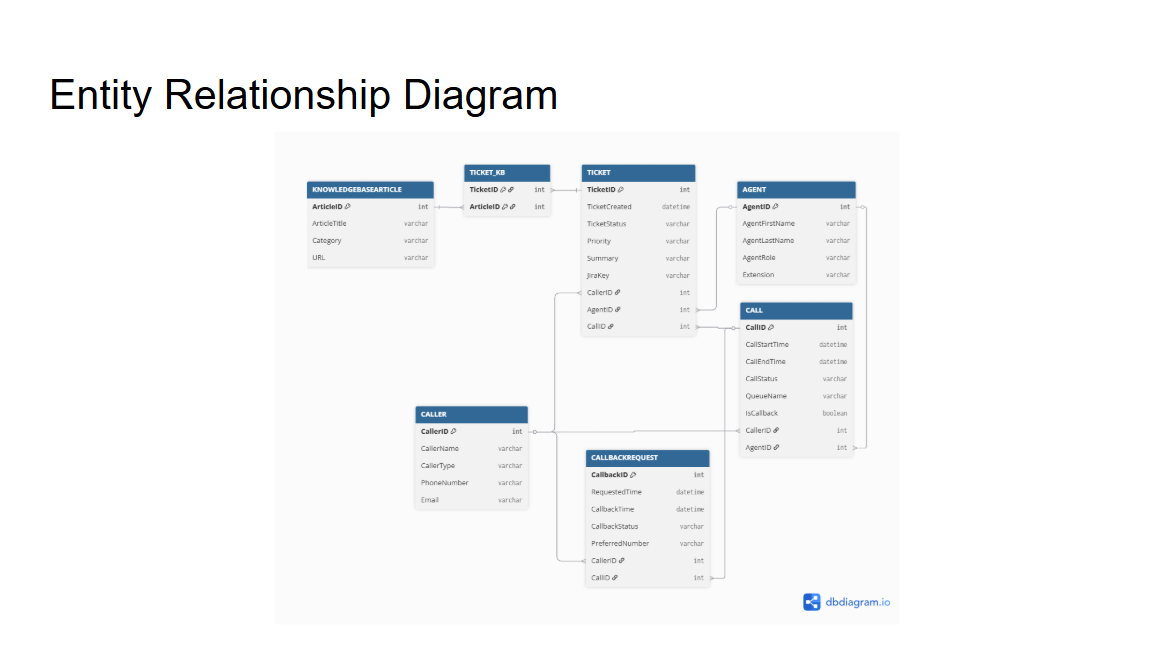 Entity Relationship Diagram
KNOWLEDGEBASEARTICLE
ArticleID int
ArticleTitle varchar
Category varchar
URL varchar
TICKET_KB
TicketID int
ArticleID int
TICKET
TicketID int
TicketCreated datetime
TicketStatus varchar
Priority varchar
Summary varchar
JiraKey varchar
CallerID int
AgentID int
CallID int
AGENT
AgentID int
AgentFirstName varchar
AgentLastName varchar
AgentRole varchar
Extension varchar
CALL
CallID int
CallStartTime datetime
CallEndTime datetime
CallStatus varchar
QueueName varchar
IsCallback boolean
CallerID int
AgentID int
CALLER
CallerID int
CallerName varchar
CallerType varchar
PhoneNumber varchar
Email varchar
CALLBACKREQUEST
CallbackID int
RequestedTime datetime
CallbackTime datetime
CallbackStatus varchar
PreferredNumber varchar
CallerID int
CallID int
dbdiagram.io